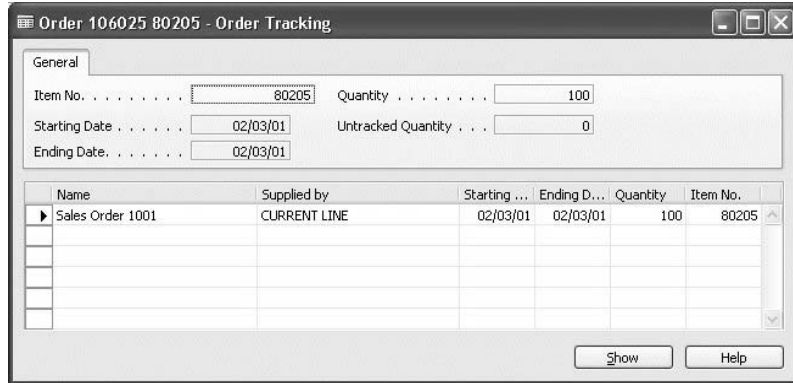 Order 106025 80205 - Order Tracking
General
Item No. . . . . . . . . . 80205 Quantity . . . . . . . . 100
Starting Date . . . . . . 02/03/01 Untracked Quantity . . . 0
Ending Date. . . . . . . 02/03/01
Name Supplied by Starting ... Ending D... Quantity Item No.
Sales Order 1001 CURRENT LINE 02/03/01 02/03/01 100 80205
Show Help